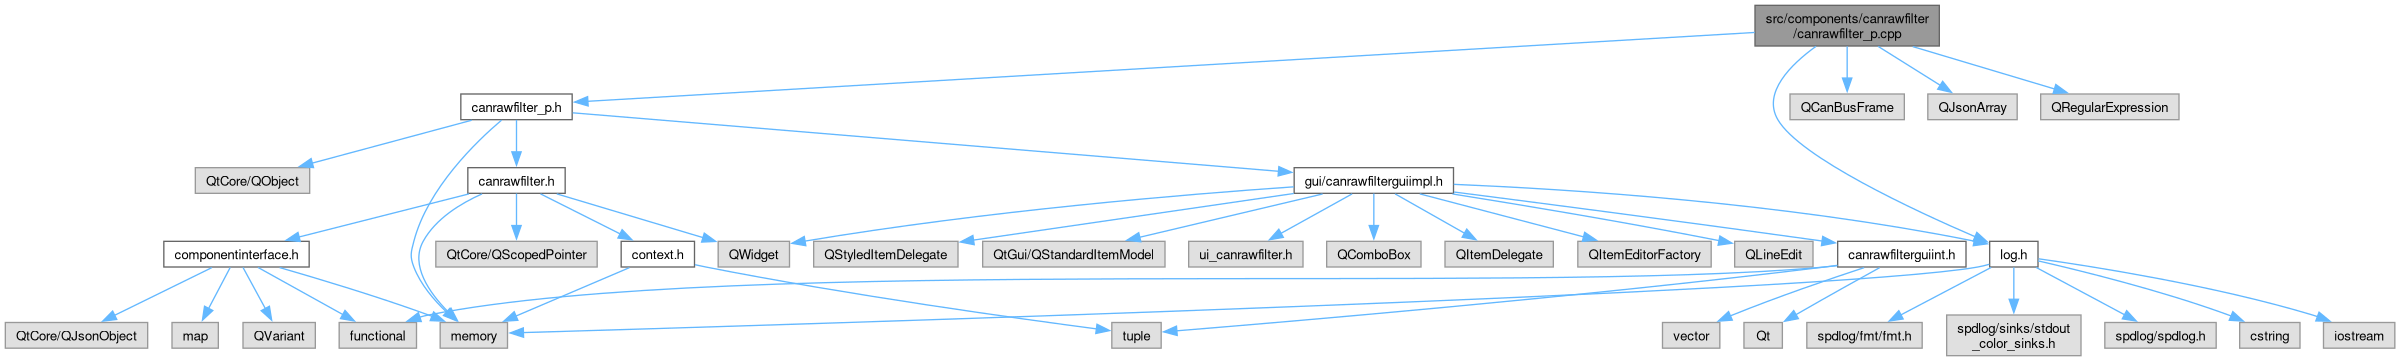 src/components/canrawfilter
/canrawfilter_p.cpp
canrawfilter_p.h
QCanBusFrame
QJsonArray
QRegularExpression
QtCore/QObject
canrawfilter.h
gui/canrawfilterguiimpl.h
componentinterface.h
QtCore/QScopedPointer
context.h
QWidget
QStyledItemDelegate
QtGui/QStandardItemModel
ui_canrawfilter.h
QComboBox
QItemDelegate
QItemEditorFactory
QLineEdit
canrawfilterguiint.h
log.h
QtCore/QJsonObject
map
QVariant
functional
memory
tuple
vector
Qt
spdlog/fmt/fmt.h
spdlog/sinks/stdout
_color_sinks.h
spdlog/spdlog.h
cstring
iostream